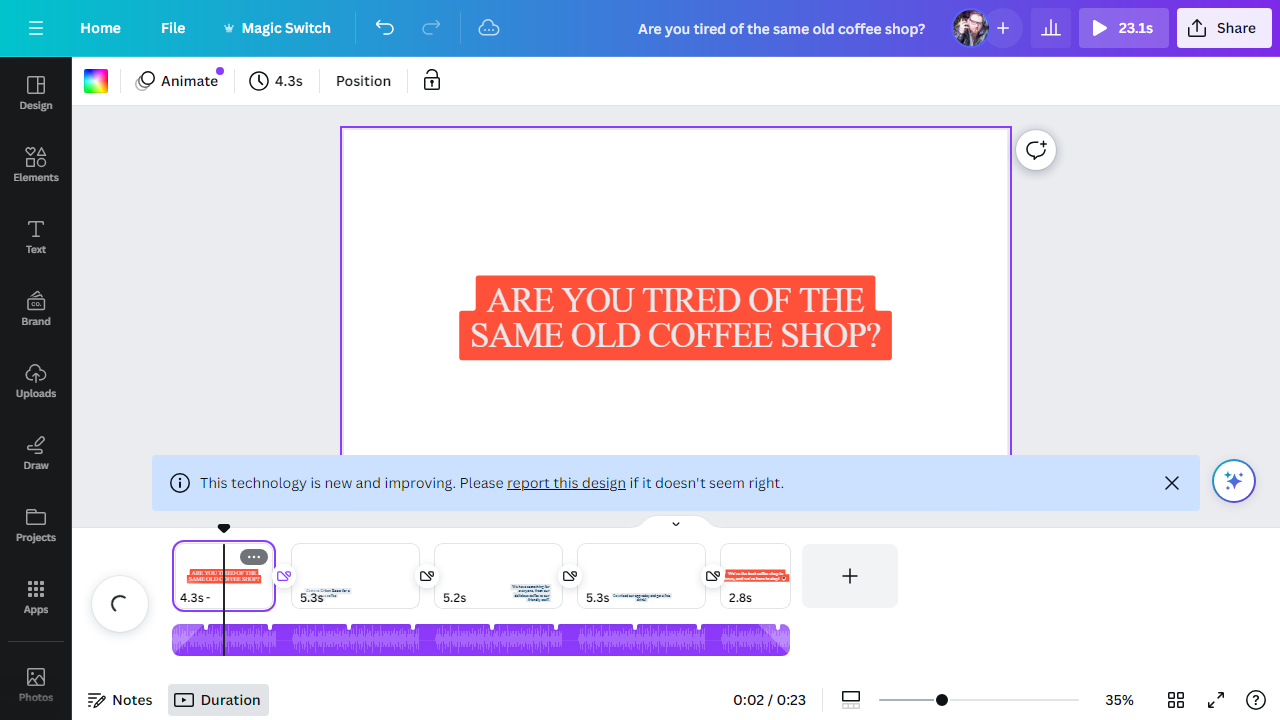 Home
File
Magic Switch
Are you tired of the same old coffee shop?
23.1s
Share
Design
Elements
Text
Brand
CO.
Uploads
Draw
Projects
Apps
Photos
Animate
4.3s
Position
ARE YOU TIRED OF THE
SAME OLD COFFEE SHOP?
This technology is new and improving. Please report this design if it doesn't seem right.
ARE YOU TIRED OF THE
SAME OLD COFFEE SHOP?
4.3s -
5.3s
5.2s
5.3s
2.8s
Notes
Duration
0:02 / 0:23
35%